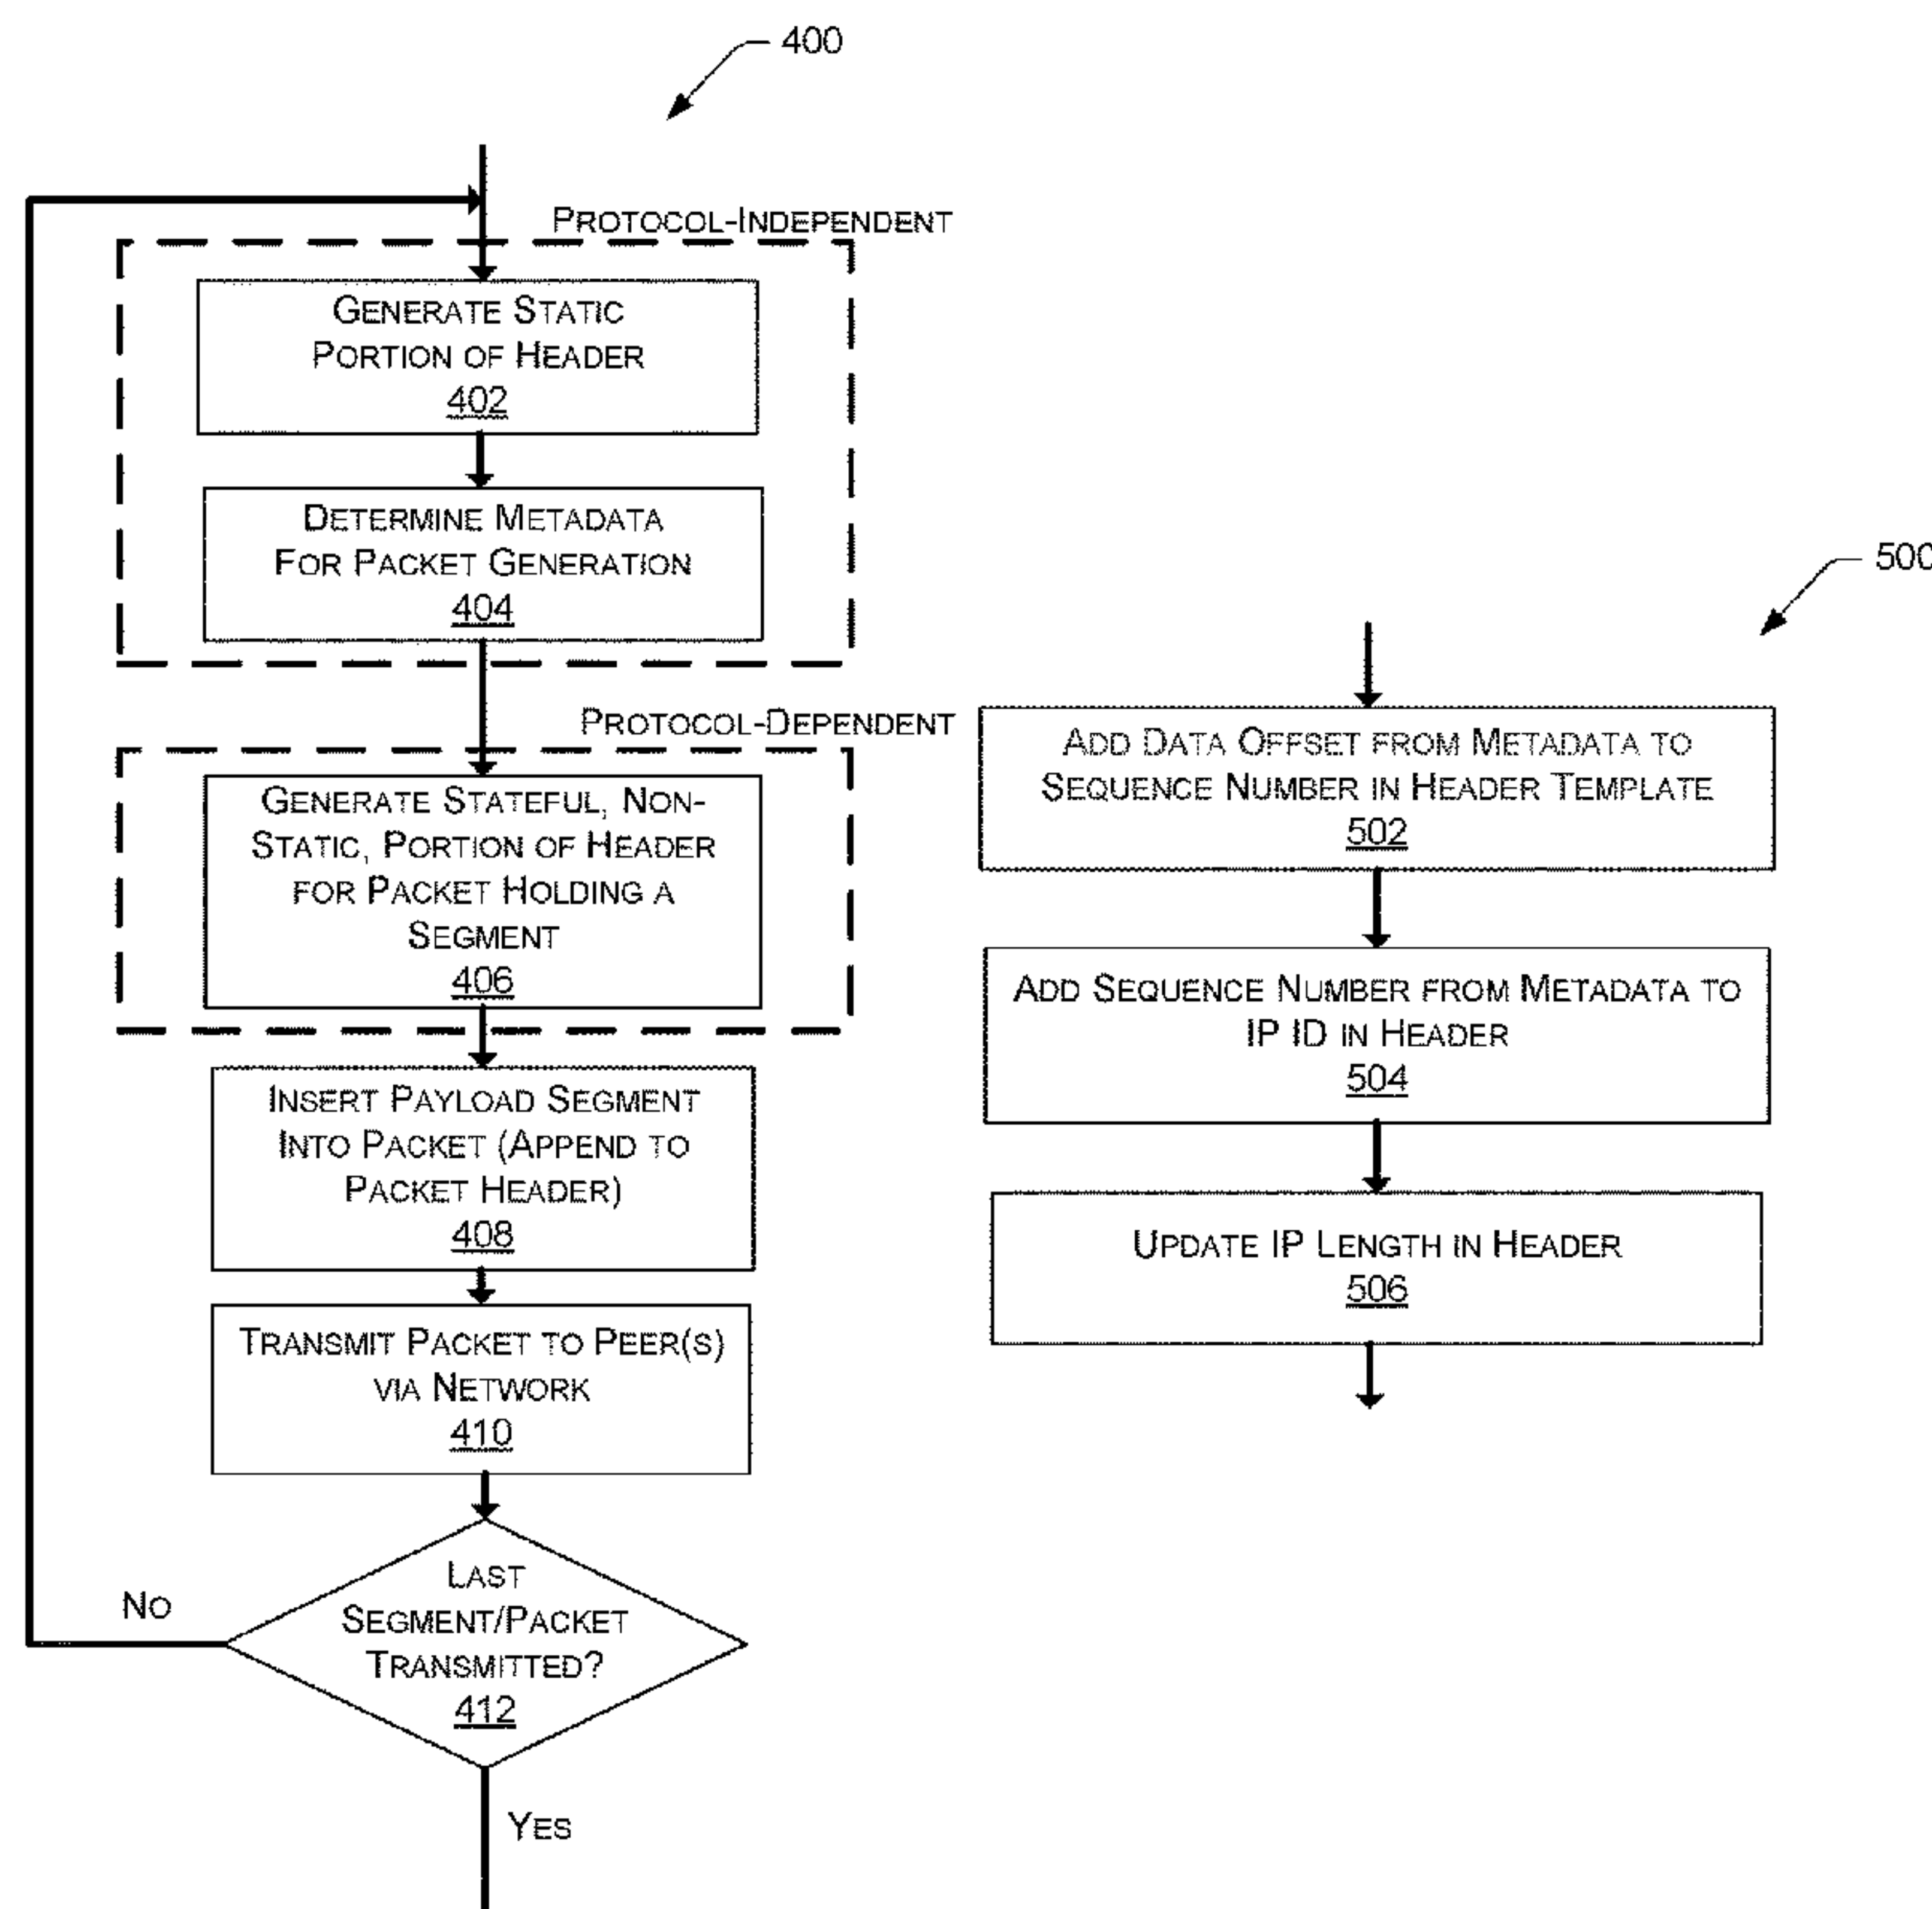 400
PROTOCOL-INDEPENDENT
GENERATE STATIC
PORTION OF HEADER
402
DETERMINE METADATA
FOR PACKET GENERATION
404
PROTOCOL-DEPENDENT
GENERATE STATEFUL, NON-
STATIC, PORTION OF HEADER
FOR PACKET HOLDING A
SEGMENT
406
INSERT PAYLOAD SEGMENT
INTO PACKET (APPEND TO
PACKET HEADER)
408
TRANSMIT PACKET TO PEER(S)
VIA NETWORK
410
LAST
SEGMENT/PACKET
TRANSMITTED?
412
NO
YES
500
ADD DATA OFFSET FROM METADATA TO
SEQUENCE NUMBER IN HEADER TEMPLATE
502
ADD SEQUENCE NUMBER FROM METADATA TO
IP ID IN HEADER
504
UPDATE IP LENGTH IN HEADER
506